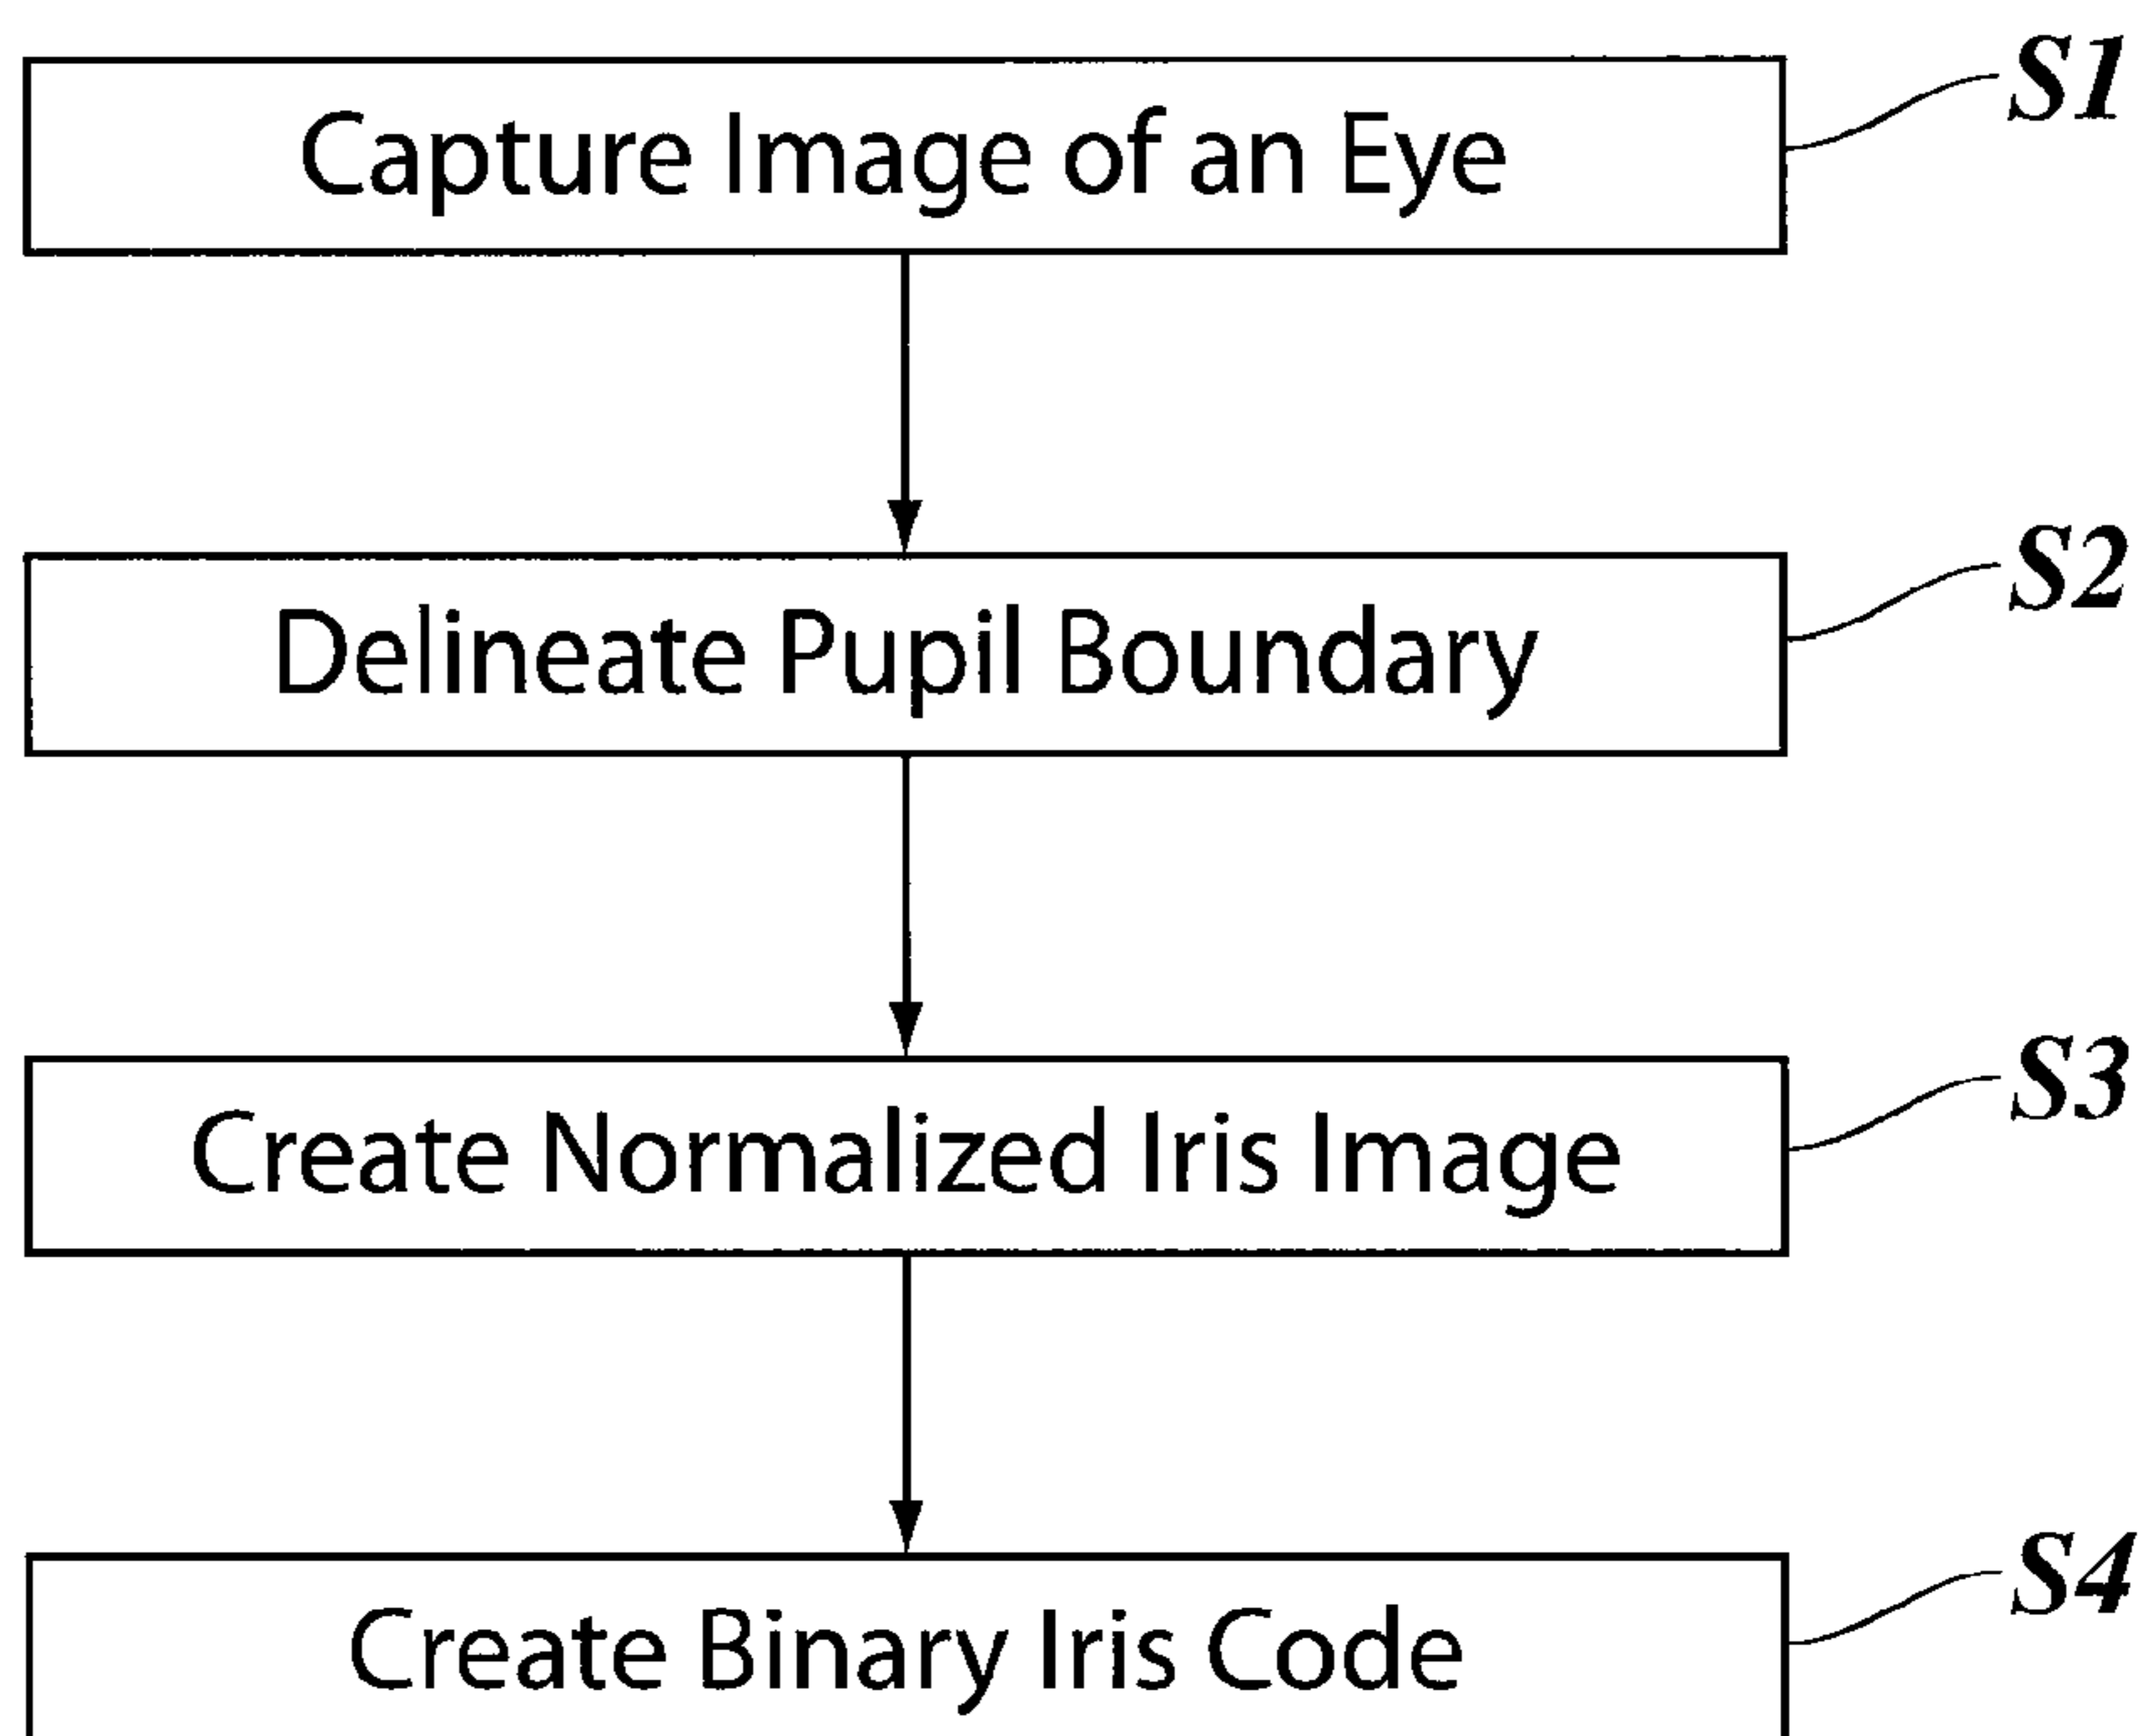 Capture Image of an Eye
S1
Delineate Pupil Boundary
S2
Create Normalized Iris Image
S3
Create Binary Iris Code
S4